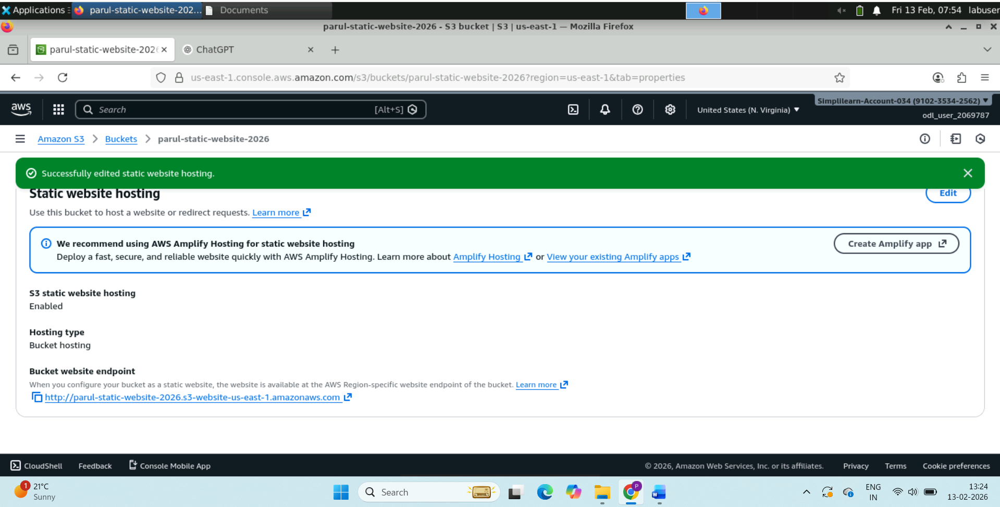 Applications parul-static-website-202... Documents Fri 13 Feb, 07:54 labuser
parul-static-website-2026 - S3 bucket | S3 | us-east-1 — Mozilla Firefox
parul-static-website-2026 ChatGPT
us-east-1.console.aws.amazon.com/s3/buckets/parul-static-website-2026?region=us-east-1&tab=properties
aws Search [Alt+S] United States (N. Virginia) Simplilearn-Account-034 (9102-3534-2562)
odl_user_2069787
Amazon S3 Buckets parul-static-website-2026
Successfully edited static website hosting.
Static website hosting Edit
Use this bucket to host a website or redirect requests. Learn more
We recommend using AWS Amplify Hosting for static website hosting Create Amplify app
Deploy a fast, secure, and reliable website quickly with AWS Amplify Hosting. Learn more about Amplify Hosting or View your existing Amplify apps
S3 static website hosting
Enabled
Hosting type
Bucket hosting
Bucket website endpoint
When you configure your bucket as a static website, the website is available at the AWS Region-specific website endpoint of the bucket. Learn more
http://parul-static-website-2026.s3-website-us-east-1.amazonaws.com
CloudShell Feedback Console Mobile App © 2026, Amazon Web Services, Inc. or its affiliates. Privacy Terms Cookie preferences
1 21°C Search P W ENG 13:24
Sunny IN 13-02-2026